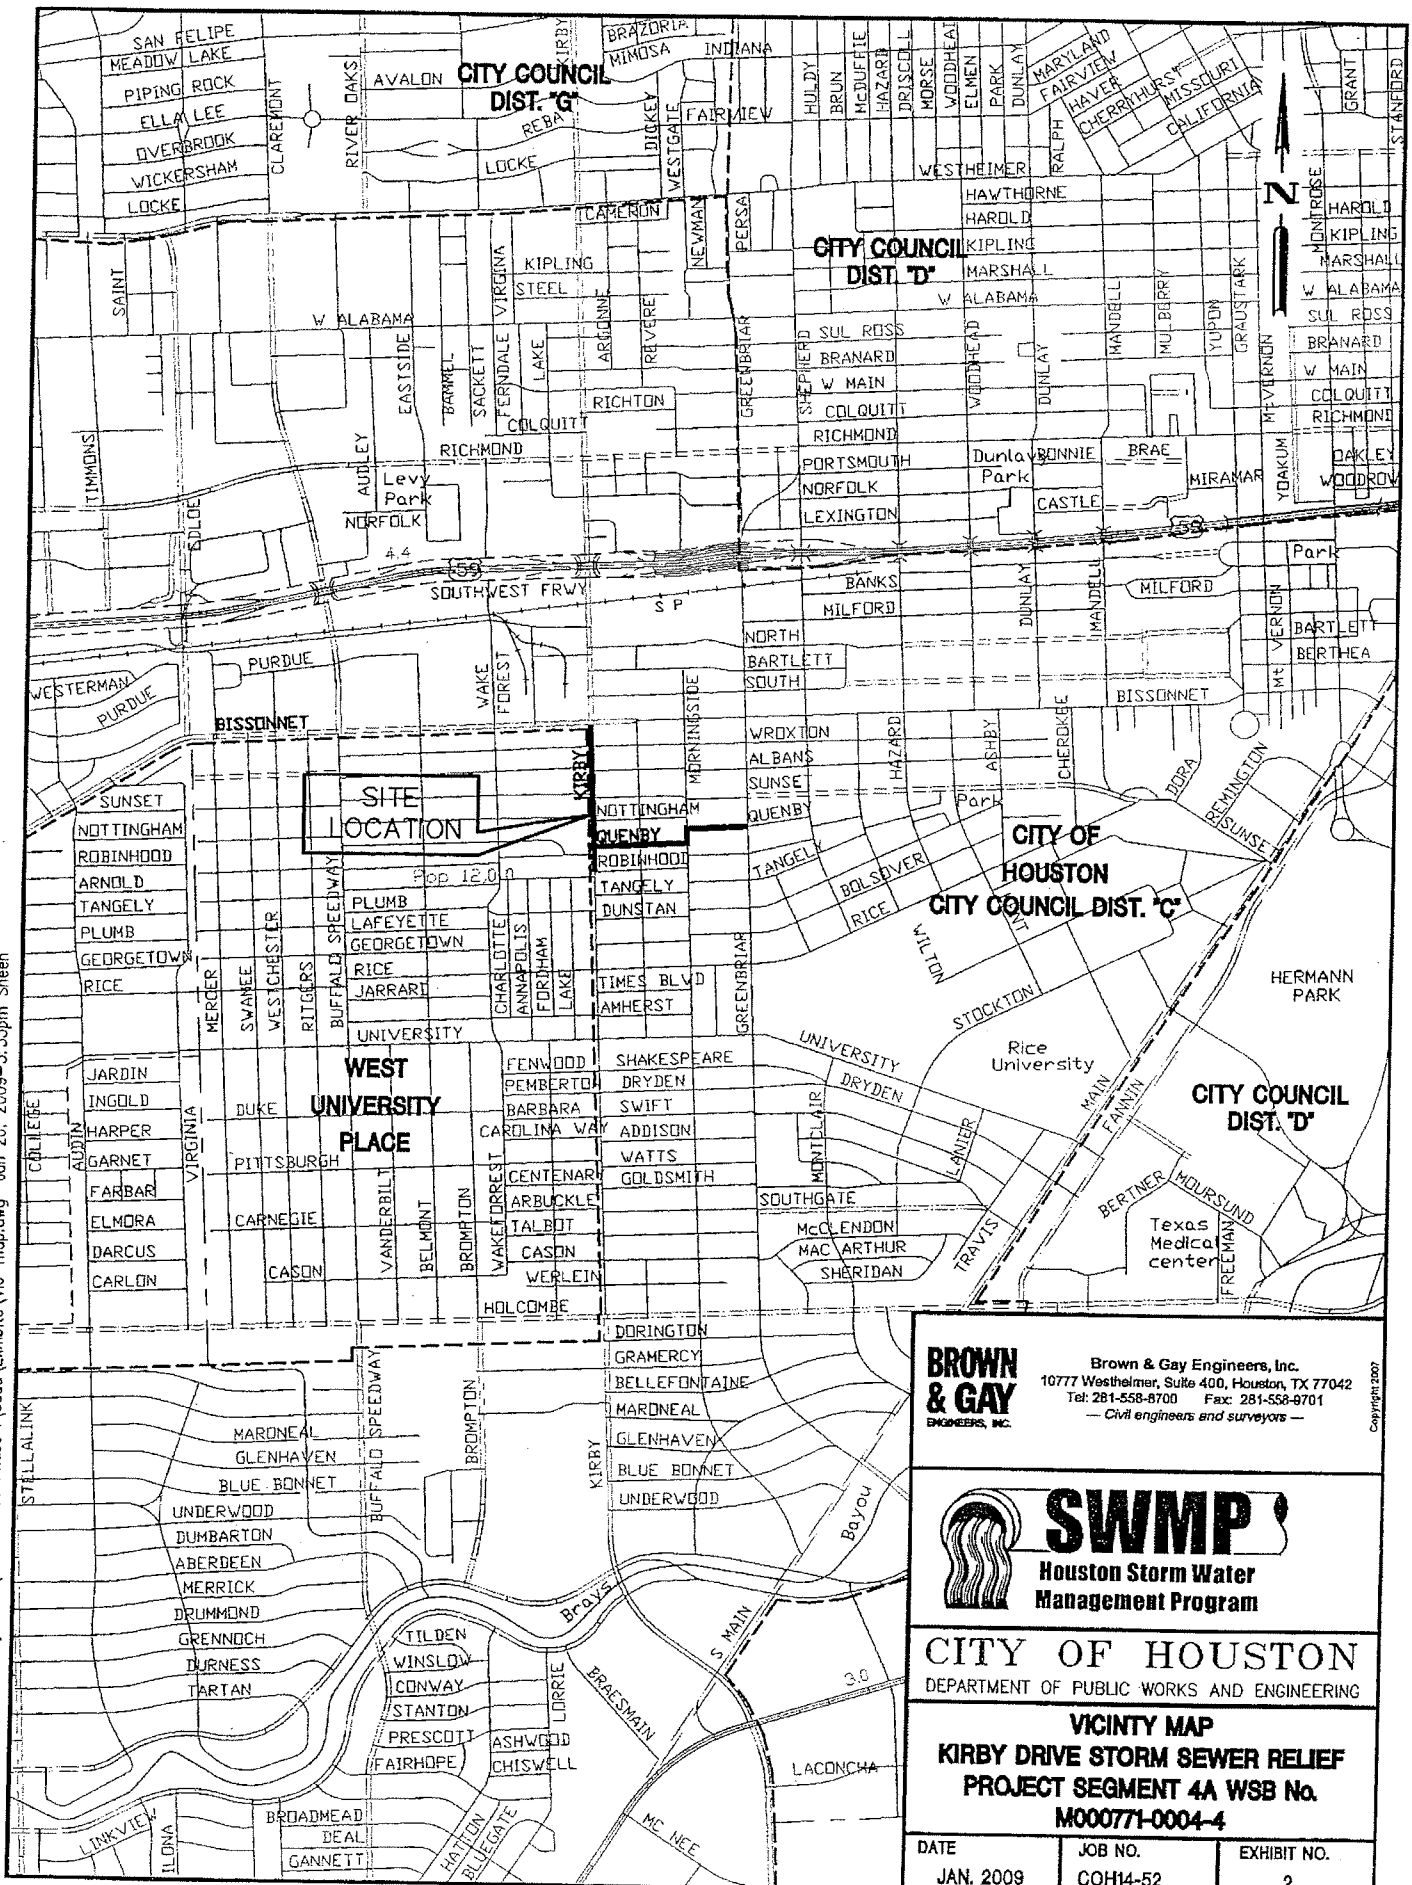 SAN FELIPE
MEADOW LAKE
PIPING ROCK
ELLA LEE
OVERBROOK
WICKERSHAM
LOCKE
CLAREMONT
RIVER OAKS
AVALON
CITY COUNCIL
DIST. "G"
KIRBY
REBA
LOCKE
BRAZORIA
MIMOSA
INDIANA
DICKEY
WESTGATE
FAIRVIEW
HULDY
BRUN
McDUFFIE
HAZARD
DRISCOLL
MORSE
WOODHEAD
ELMEN
PARK
DUNLAY
MARYLAND
FAIRVIEW
HAVER
CHERRYHURST
MISSOURI
CALIFORNIA
RALPH
GRANT
STANFORD
N
WESTHEIMER
HAWTHORNE
HAROLD
KIPLING
MARSHALL
W ALABAMA
CITY COUNCIL
DIST. "D"
CAMERON
NEWMAN
PERSA
MONTROSE
HAROLD
KIPLING
MARSHALL
W ALABAMA
SUL ROSS
BRANARD
W MAIN
COLQUITT
RICHMOND
OAKLEY
WOODROW
SAINT
W ALABAMA
VIRGINA
KIPLING
STEEL
EASTSIDE
BAMMEL
SACKETT
FERNDALE
LAKE
ARGONNE
REVERE
RICHTON
COLQUITT
RICHMOND
GREENBRIAR
SHEPHERD
SUL ROSS
BRANARD
W MAIN
COLQUITT
RICHMOND
PORTSMOUTH
NORFOLK
LEXINGTON
WOODHEAD
DUNLAY
MANDELL
MULBERRY
YUPON
GRAUSTARK
Mt VERNON
YOAKUM
Dunlavy
Park
BONNIE
BRAE
MIRAMAR
CASTLE
TIMMONS
EDLOE
AUDLEY
Levy
Park
NORFOLK
4.4
59
SOUTHWEST FRWY
S P
59
BANKS
MILFORD
DUNLAY
MANDELL
MILFORD
Park
Mt VERNON
BARTLETT
BERTHEA
NORTH
BARTLETT
SOUTH
BISSONNET
PURDUE
WESTERMAN
PURDUE
WAKE
FOREST
BISSONNET
KIRBY
MORNINGSIDE
WROXTON
ALBANS
SUNSET
QUENBY
HAZARD
ASHBY
CHEROKEE
DORA
REMINGTON
SUNSET
Park
SITE
LOCATION
NOTTINGHAM
QUENBY
ROBINHOOD
TANGELY
DUNSTAN
TIMES BLVD
AMHERST
SUNSET
NOTTINGHAM
ROBINHOOD
ARNOLD
TANGELY
PLUMB
GEORGETOWN
RICE
Pop 12,0
PLUMB
LAFEYETTE
GEORGETOWN
RICE
JARRARD
UNIVERSITY
MERCER
SWANEE
WESTCHESTER
RITGERS
BUFFALO SPEEDWAY
CHARLOTTE
ANNAPOLIS
FORDHAM
LAKE
GREENBRIAR
TANGELY
BOLSOVER
RICE
CITY OF
HOUSTON
CITY COUNCIL DIST. "C"
WILTON
STOCKTON
HERMANN
PARK
Rice
University
UNIVERSITY
DRYDEN
MAIN
FANNIN
CITY COUNCIL
DIST. "D"
WEST
UNIVERSITY
PLACE
FENWOOD
PEMBERTO
BARBARA
CAROLINA WAY
CENTENAR
ARBUCKLE
TALBOT
CASON
WERLEIN
HOLCOMBE
SHAKESPEARE
DRYDEN
SWIFT
ADDISON
WATTS
GOLDSMITH
MONTCLAIR
LANIER
SOUTHGATE
McCLENDON
MAC ARTHUR
SHERIDAN
TRAVIS
BERTNER
MOURSUND
Texas
Medical
center
FREEMAN
COLLEGE
AUDIN
JARDIN
INGOLD
HARPER
GARNET
FARBAR
ELMORA
DARCUS
CARLON
VIRGINIA
DUKE
PITTSBURGH
CARNEGIE
CASON
VANDERBILT
BELMONT
BROMPTON
WAKEFORREST
DORINGTON
GRAMERCY
BELLEFONTAINE
MARONEAL
GLENHAVEN
BLUE BONNET
UNDERWOOD
KIRBY
BROMPTON
BUFFALO SPEEDWAY
STELLALINK
MARONEAL
GLENHAVEN
BLUE BONNET
UNDERWOOD
DUMBARTON
ABERDEEN
MERRICK
DRUMMOND
GRENNOCH
DURNESS
TARTAN
Brays
Bayou
TILDEN
WINSLOW
CONWAY
STANTON
PRESCOTT
FAIRHOPE
ASHWOOD
CHISWELL
LORRIE
BRAESMAIN
S MAIN
3.0
LACONCHA
MC NEE
LINKVIEW
ILONA
BROADMEAD
DEAL
GANNETT
HATTON
BLUEGATE
BROWN
& GAY
ENGINEERS, INC.
Brown & Gay Engineers, Inc.
10777 Westheimer, Suite 400, Houston, TX 77042
Tel: 281-558-8700 Fax: 281-558-9701
— Civil engineers and surveyors —
Copyright 2007
SWMP
Houston Storm Water
Management Program
CITY OF HOUSTON
DEPARTMENT OF PUBLIC WORKS AND ENGINEERING
VICINTY MAP
KIRBY DRIVE STORM SEWER RELIEF
PROJECT SEGMENT 4A WSB No.
M000771-0004-4
DATE
JAN. 2009
JOB NO.
COH14-52
EXHIBIT NO.
2